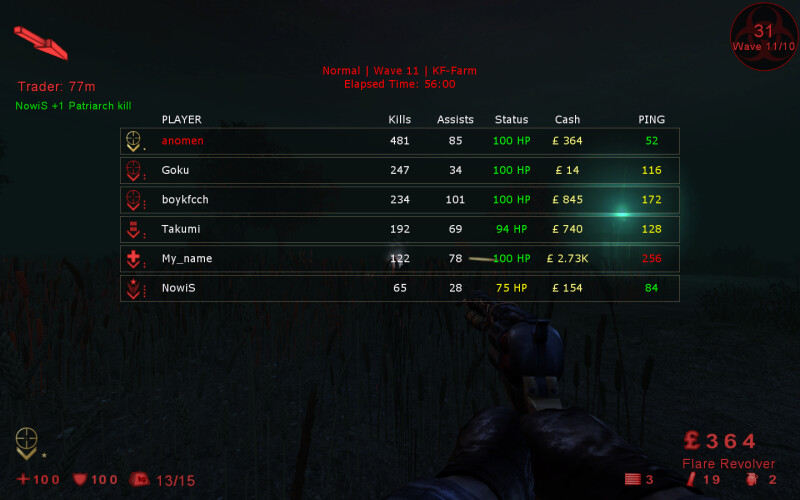 31
Wave 11/10
Trader: 77m
NowiS +1 Patriarch kill
Normal | Wave 11 | KF-Farm
Elapsed Time: 56:00
PLAYER Kills Assists Status Cash PING
anomen 481 85 100 HP £ 364 52
Goku 247 34 100 HP £ 14 116
boykfcch 234 101 100 HP £ 845 172
Takumi 192 69 94 HP £ 740 128
My_name 122 78 100 HP £ 2.73K 256
NowiS 65 28 75 HP £ 154 84
£ 364
Flare Revolver
100 100 13/15 3 19 2